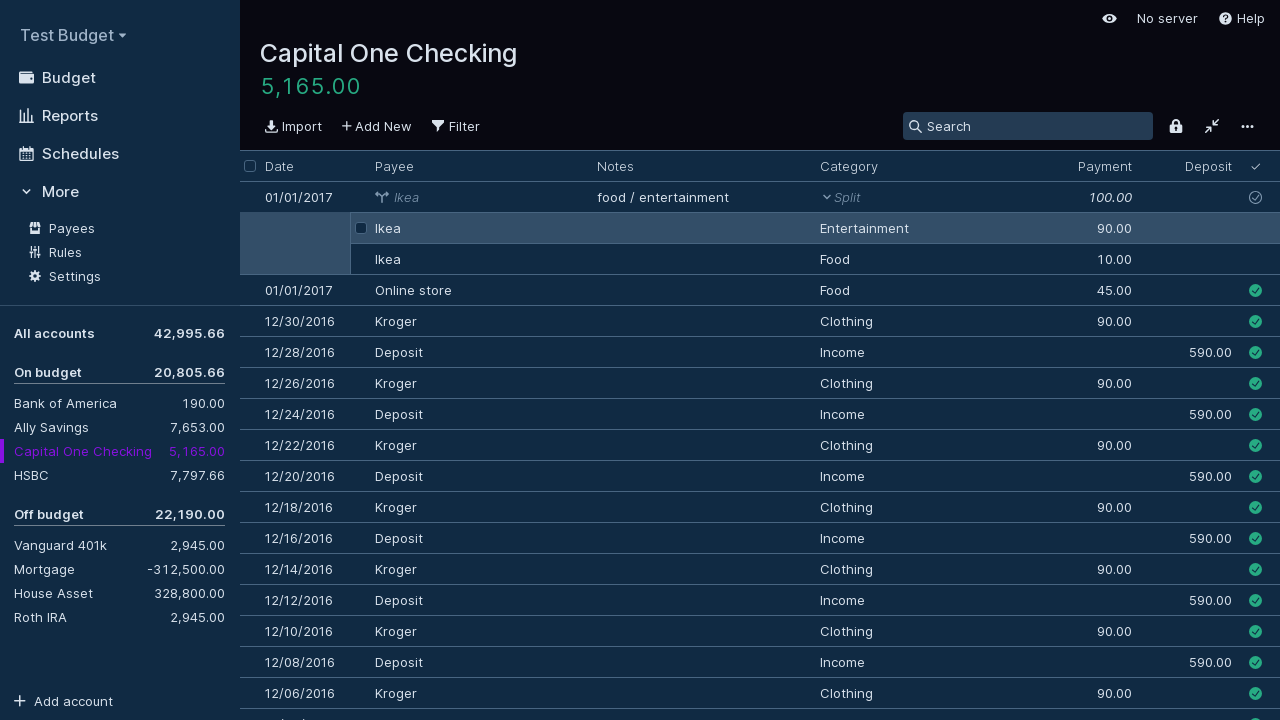 Test Budget
Budget
Reports
Schedules
More
Payees
Rules
Settings
All accounts 42,995.66
On budget 20,805.66
Bank of America 190.00
Ally Savings 7,653.00
Capital One Checking 5,165.00
HSBC 7,797.66
Off budget 22,190.00
Vanguard 401k 2,945.00
Mortgage -312,500.00
House Asset 328,800.00
Roth IRA 2,945.00
Add account
No server Help
Capital One Checking
5,165.00
Import Add New Filter Search
Date Payee Notes Category Payment Deposit
01/01/2017 Ikea food / entertainment Split 100.00
Ikea Entertainment 90.00
Ikea Food 10.00
01/01/2017 Online store Food 45.00
12/30/2016 Kroger Clothing 90.00
12/28/2016 Deposit Income 590.00
12/26/2016 Kroger Clothing 90.00
12/24/2016 Deposit Income 590.00
12/22/2016 Kroger Clothing 90.00
12/20/2016 Deposit Income 590.00
12/18/2016 Kroger Clothing 90.00
12/16/2016 Deposit Income 590.00
12/14/2016 Kroger Clothing 90.00
12/12/2016 Deposit Income 590.00
12/10/2016 Kroger Clothing 90.00
12/08/2016 Deposit Income 590.00
12/06/2016 Kroger Clothing 90.00